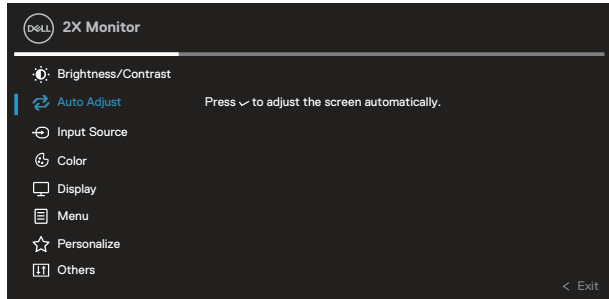 DELL 2X Monitor
Brightness/Contrast
Auto Adjust Press ✓ to adjust the screen automatically.
Input Source
Color
Display
Menu
Personalize
Others
< Exit